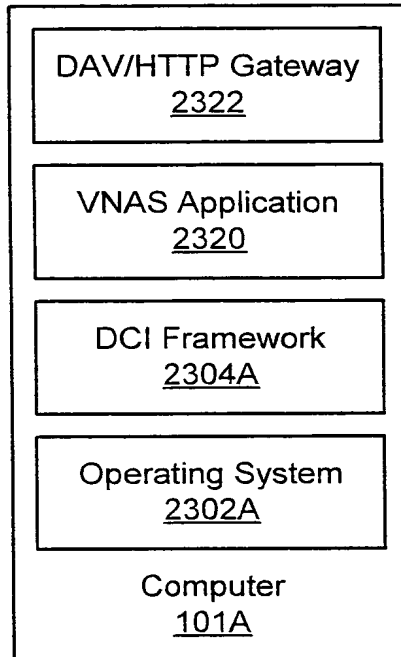 DAV/HTTP Gateway
2322
VNAS Application
2320
DCI Framework
2304A
Operating System
2302A
Computer
101A